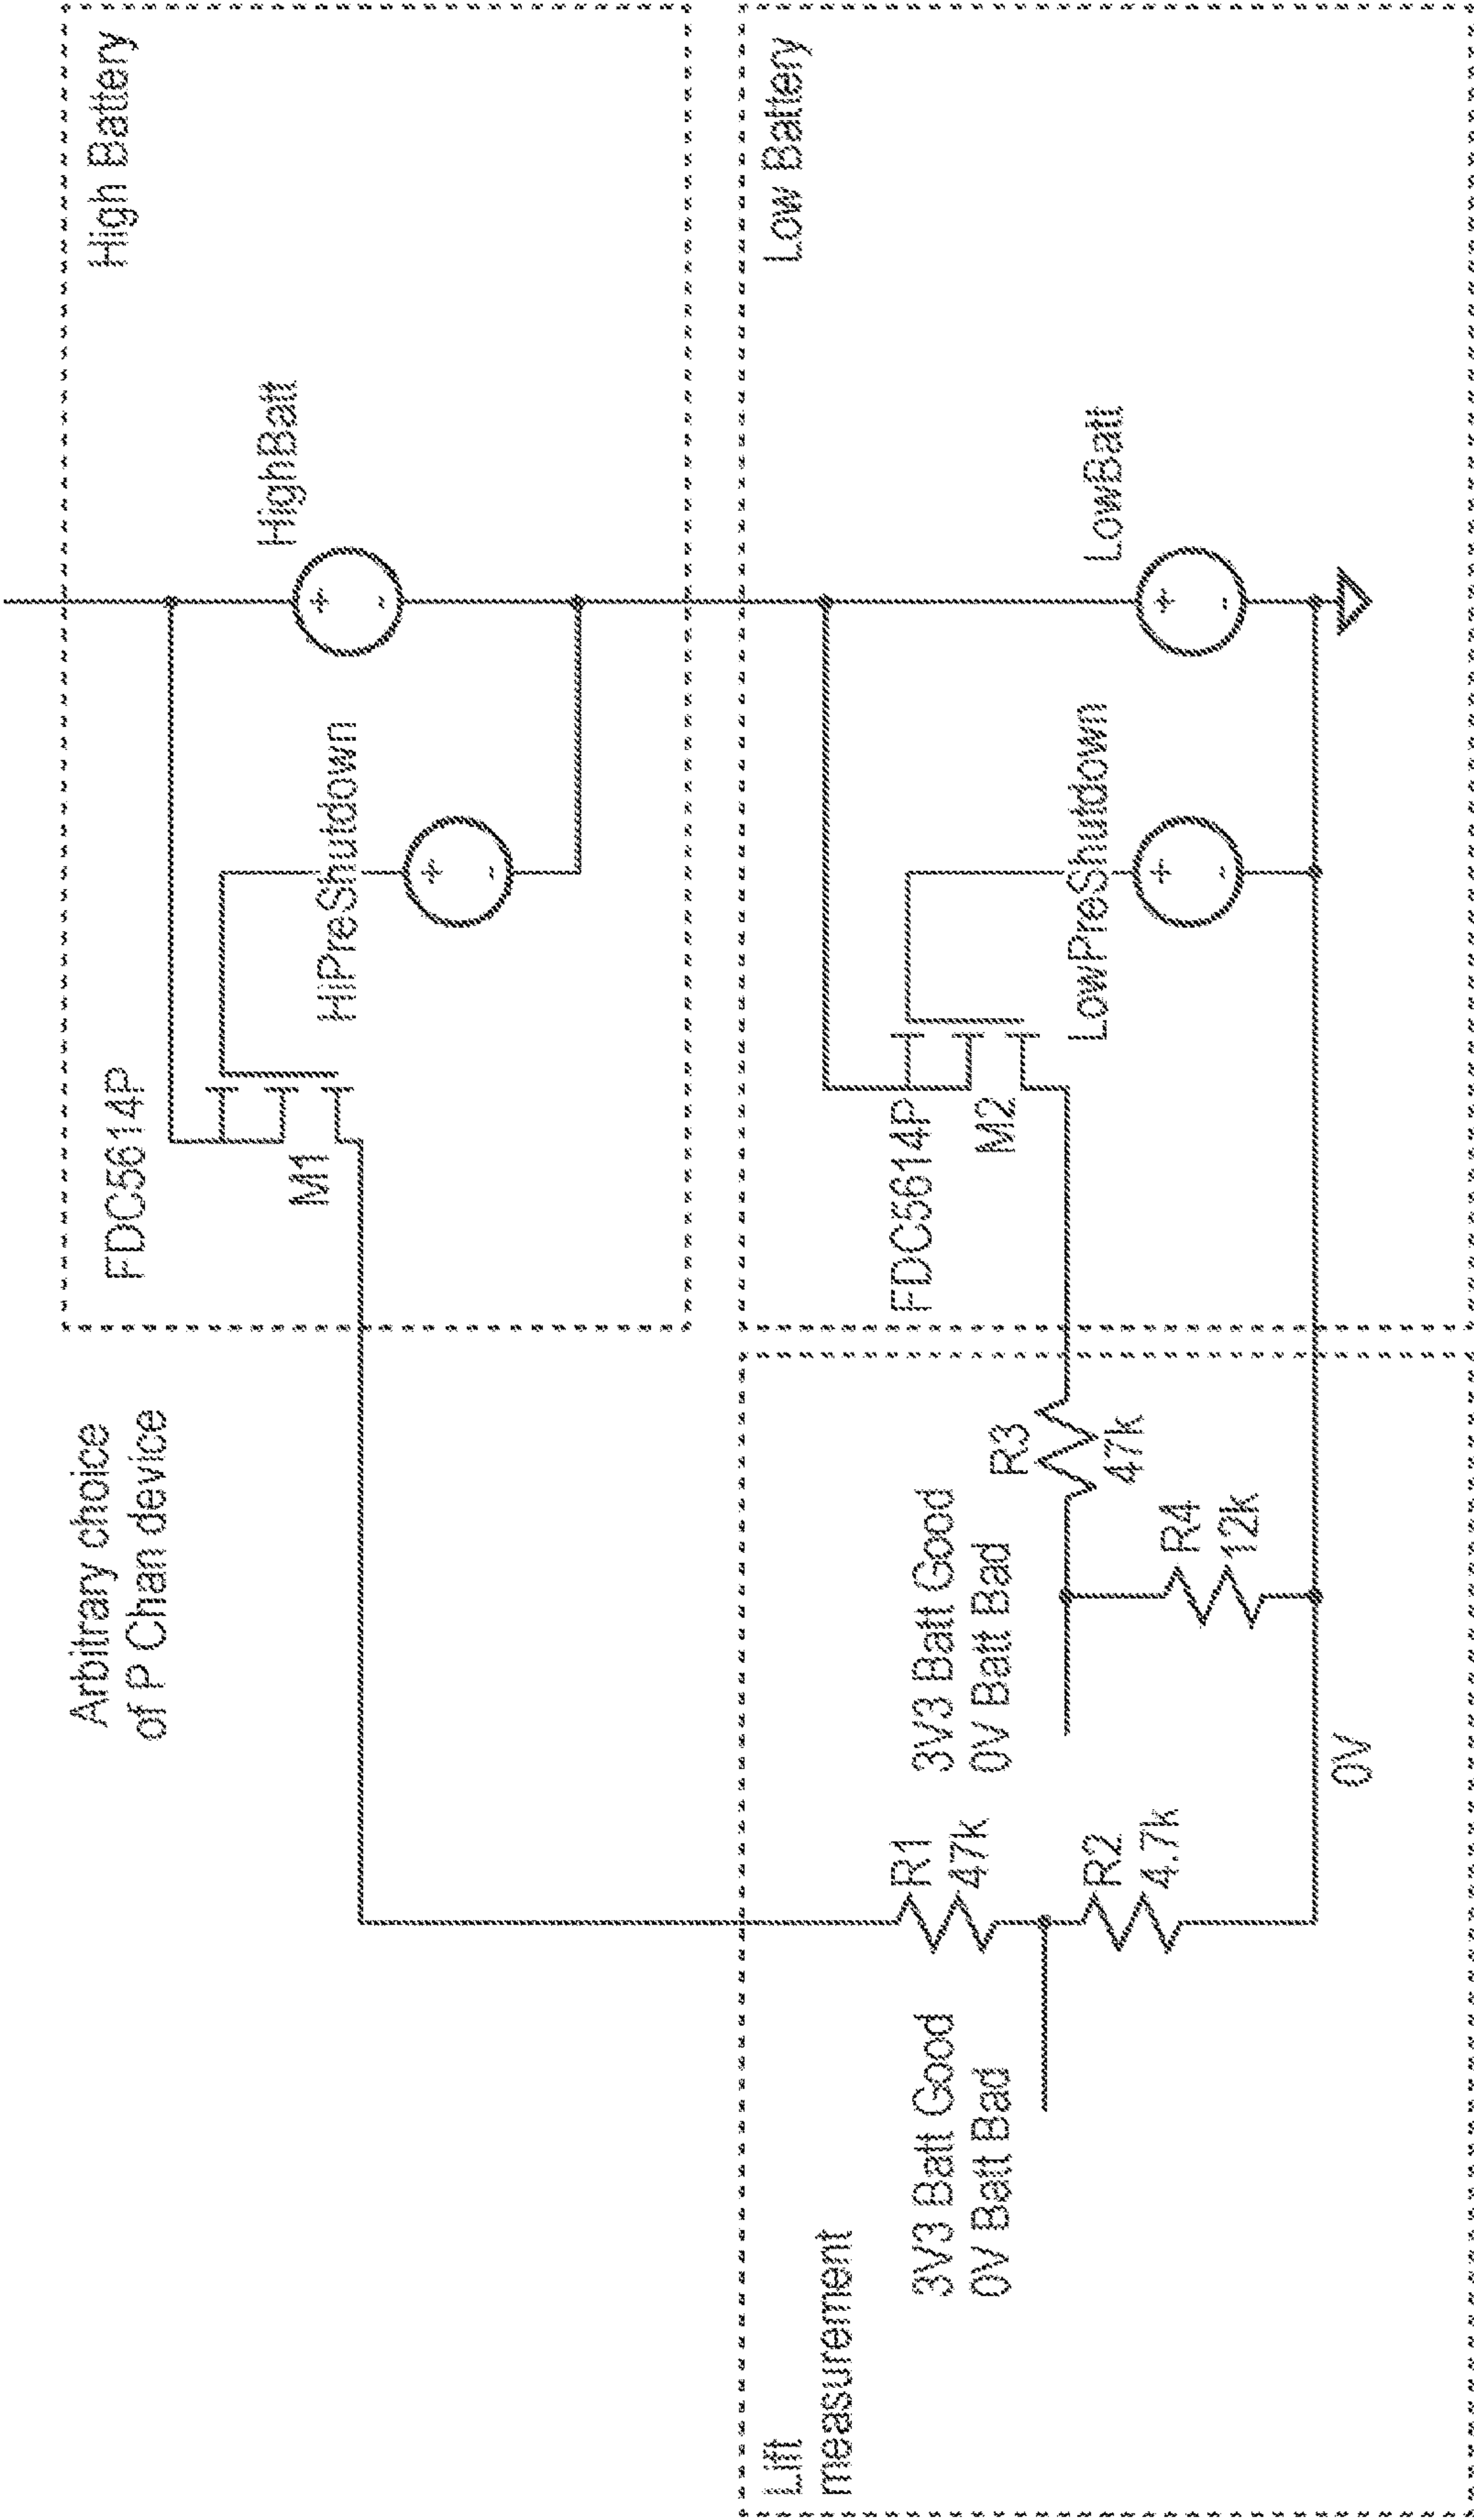 Arbitrary choice
of P Chan device
FDC5614P
M1
HiPreShutdown
+
-
HighBatt
+
-
High Battery
Lift
measurement
3V3 Batt Good
0V Batt Bad
R1
47k
R2
4.7k
3V3 Batt Good
0V Batt Bad
R3
47k
R4
12k
0V
FDC5614P
M2
LowPreShutdown
+
-
LowBatt
+
-
Low Battery